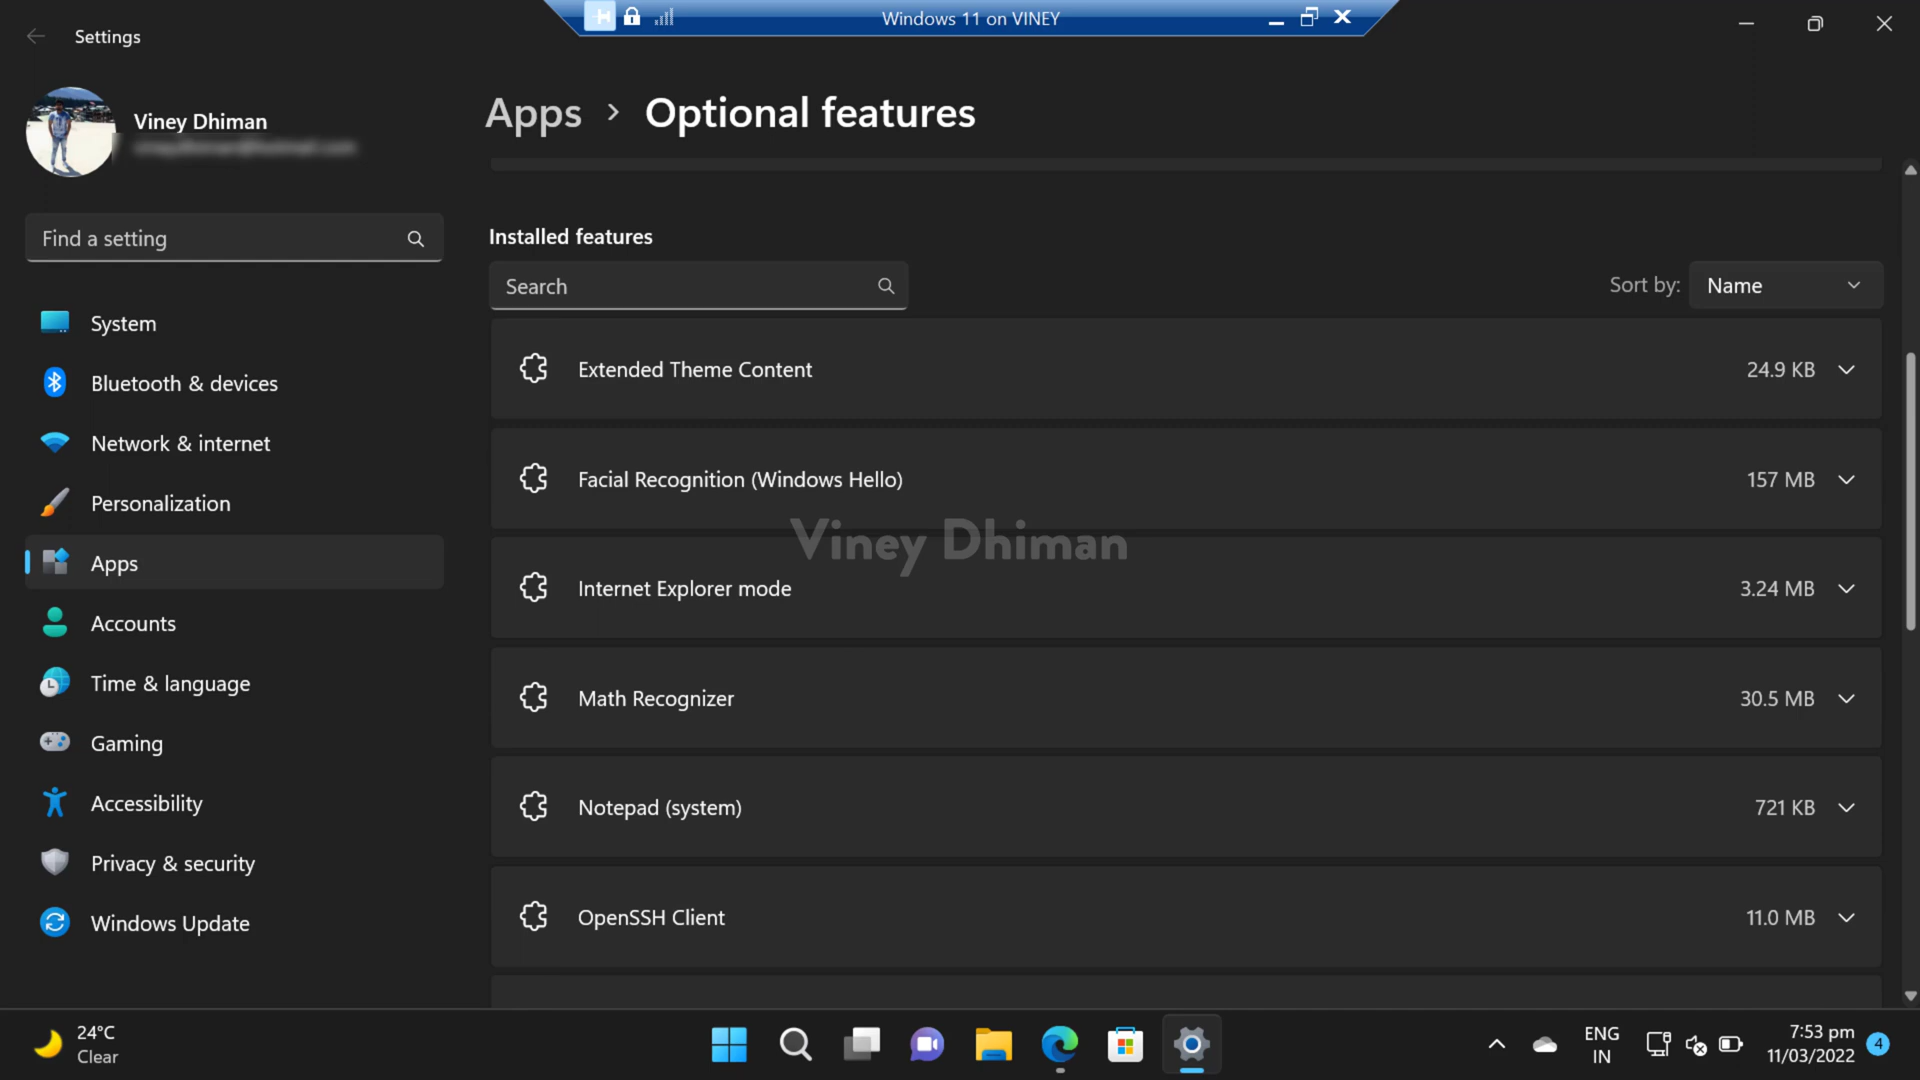 Windows 11 on VINEY
Settings
Viney Dhiman
Find a setting
System
Bluetooth & devices
Network & internet
Personalization
Apps
Accounts
Time & language
Gaming
Accessibility
Privacy & security
Windows Update
Apps > Optional features
Installed features
Search
Sort by: Name
Extended Theme Content 24.9 KB
Facial Recognition (Windows Hello) 157 MB
Viney Dhiman
Internet Explorer mode 3.24 MB
Math Recognizer 30.5 MB
Notepad (system) 721 KB
OpenSSH Client 11.0 MB
24°C
Clear
ENG
IN
7:53 pm
11/03/2022
4